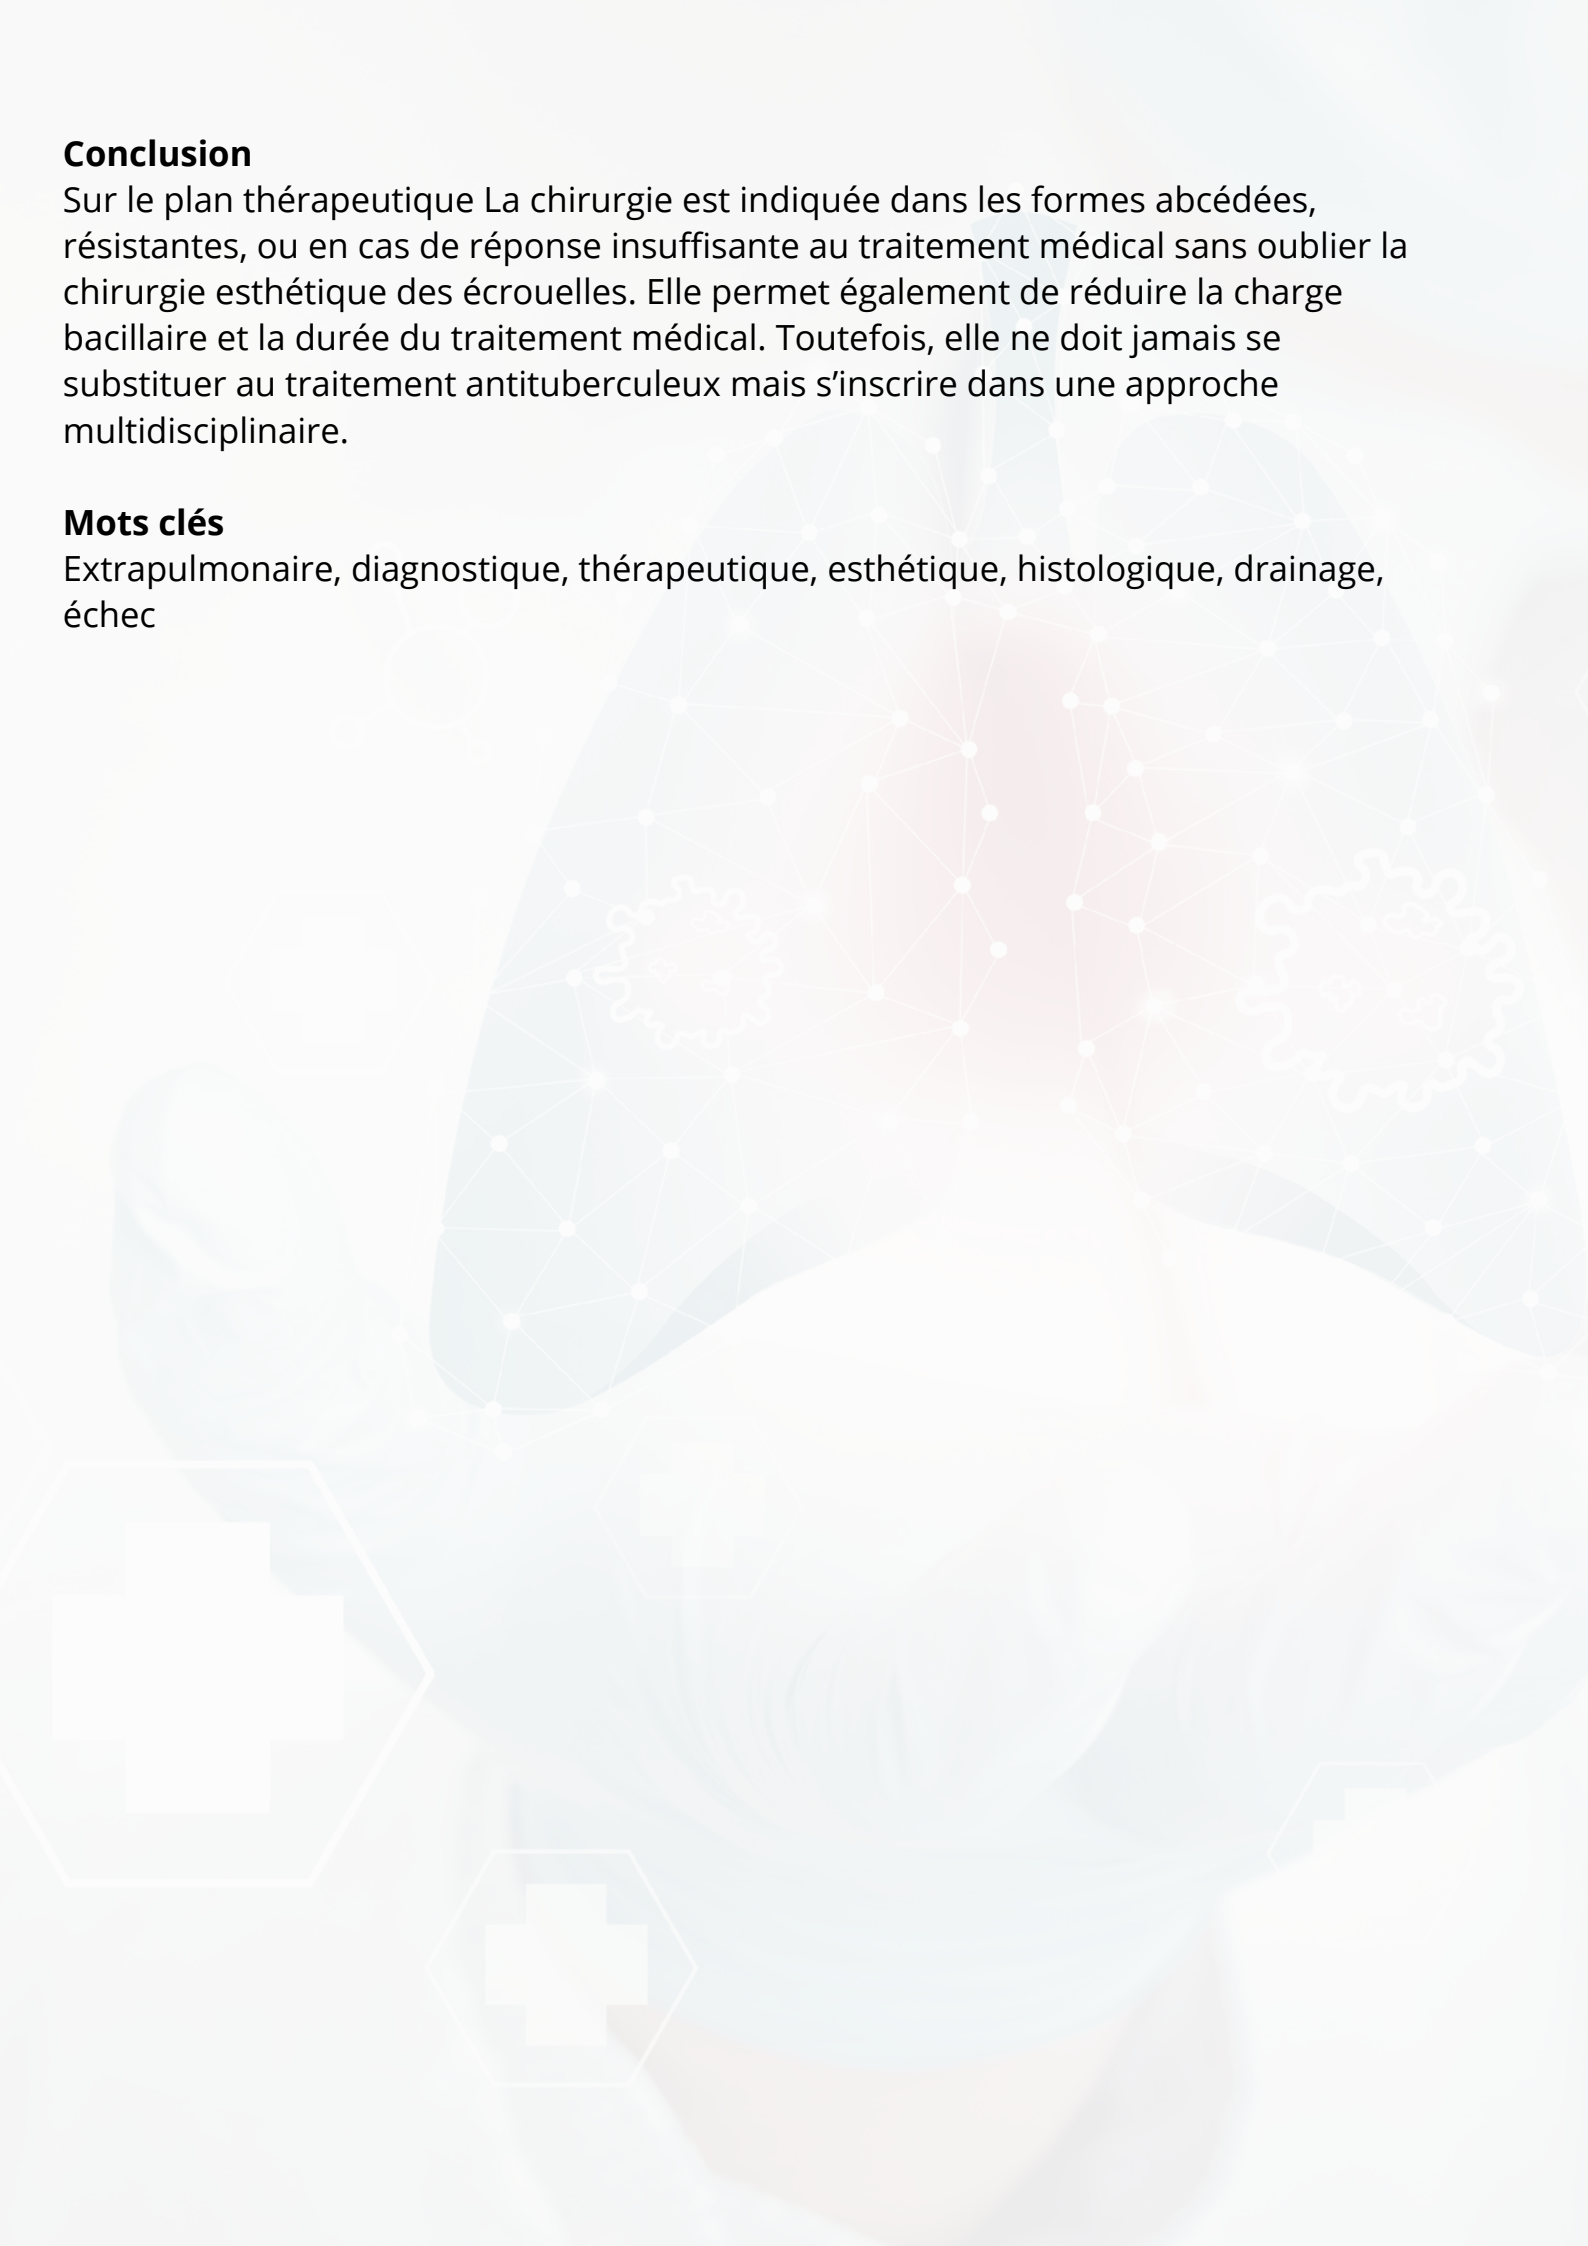 Conclusion
Sur le plan thérapeutique La chirurgie est indiquée dans les formes abcédées,
résistantes, ou en cas de réponse insuffisante au traitement médical sans oublier la
chirurgie esthétique des écrouelles. Elle permet également de réduire la charge
bacillaire et la durée du traitement médical. Toutefois, elle ne doit jamais se
substituer au traitement antituberculeux mais s’inscrire dans une approche
multidisciplinaire.
Mots clés
Extrapulmonaire, diagnostique, thérapeutique, esthétique, histologique, drainage,
échec